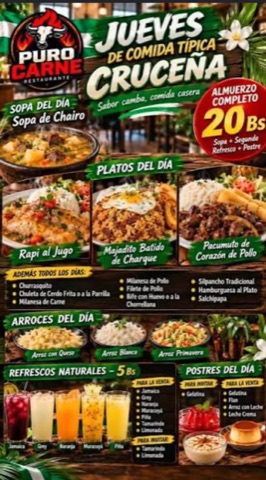 PURO
CARNE
RESTAURANTE
JUEVES
DE COMIDA TÍPICA
CRUCEÑA
Sabor camba, comida casera
ALMUERZO
COMPLETO
20 Bs
Sopa + Segundo
Refresco + Postre
SOPA DEL DÍA
Sopa de Chairo
PLATOS DEL DÍA
Rapi al Jugo
Majadito Batido
de Charque
Pacumuto de
Corazón de Pollo
ADEMÁS TODOS LOS DÍAS:
• Churrasquito
• Chuleta de Cerdo Frita o a la Parrilla
• Milanesa de Carne
• Milanesa de Pollo
• Filete de Pollo
• Bife con Huevo o a la
Chorrellana
• Silpancho Tradicional
• Hamburguesa al Plato
• Salchipapa
ARROCES DEL DÍA
Arroz con Queso
Arroz Blanco
Arroz Primavera
REFRESCOS NATURALES - 5 Bs
Jamaica
Grey
Naranja
Maracuyá
Piña
PARA LA VENTA
• Jamaica
• Grey
• Naranja
• Maracuyá
• Piña
• Tamarindo
• Limonada
PARA INVITAR
• Tamarindo
• Limonada
POSTRES DEL DÍA
PARA INVITAR
• Gelatina
PARA LA VENTA
• Gelatina
• Flan
• Arroz con Leche
• Leche Crema